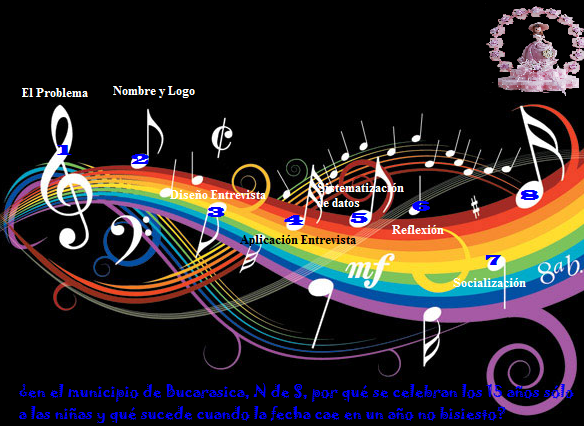 El Problema
Nombre y Logo
1
2
Diseño Entrevista
3
Sistematización
de datos
4
5
6
8
Aplicación Entrevista
Reflexión
mf
7
8ab.
Socialización
¿en el municipio de Bucarasica, N de S, por qué se celebran los 15 años sólo
a las niñas y qué sucede cuando la fecha cae en un año no bisiesto?